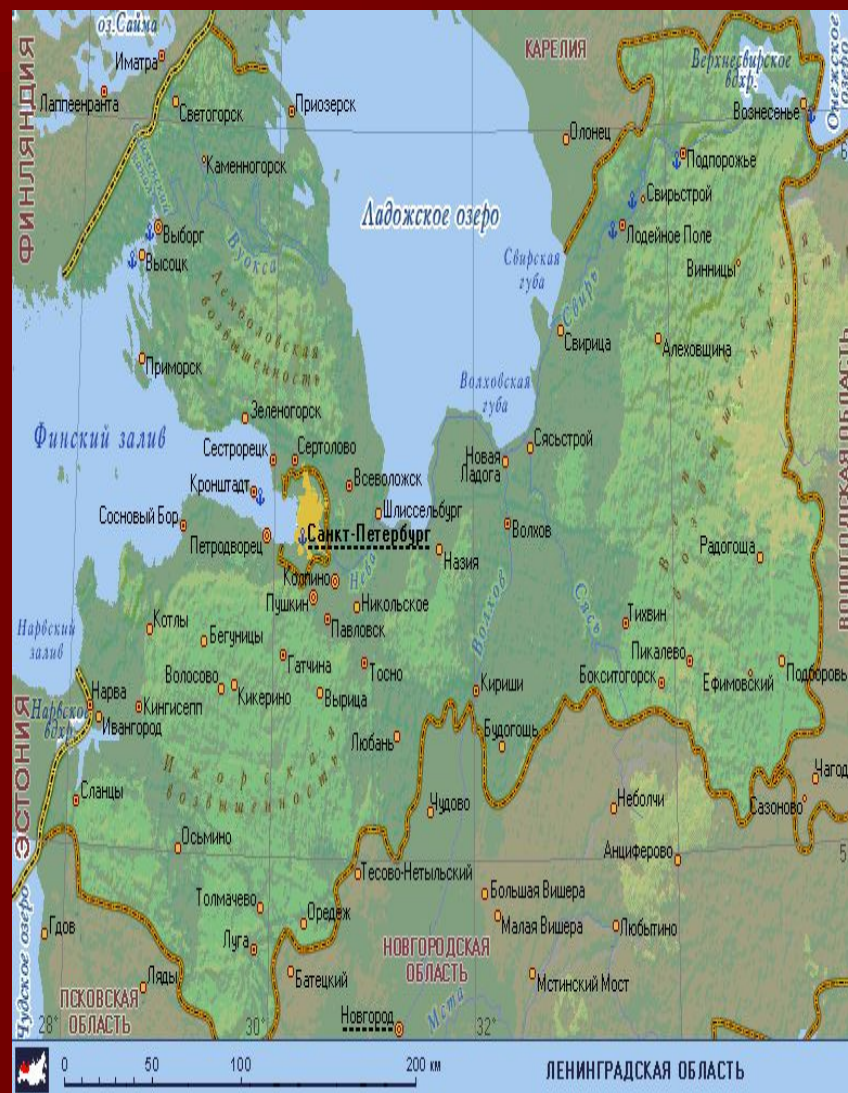 оз.Сайма
Иматра
ФИНЛЯНДИЯ
Лаппеенранта
Светогорск
Приозерск
КАРЕЛИЯ
Верхнесвирское
вдхр.
Онежское
озеро
Вознесенье
Олонец
Каменногорск
Подпорожье
Свирьстрой
Ладожское озеро
Выборг
Лодейное Поле
Вуокса
Высоцк
Свирская
губа
Винницы
Свирь
Лемболовская
возвышенность
Свирица
Алеховщина
Приморск
Волховская
губа
Вепсовская
возвышенность
ВОЛОГОДСКАЯ ОБЛАСТЬ
Зеленогорск
Финский залив
Сестрорецк
Сертолово
Сясьстрой
Новая
Ладога
Всеволожск
Кронштадт
Шлиссельбург
Сосновый Бор
Волхов
Петродворец
Санкт-Петербург
Назия
Радогоща
Колпино
Нева
Пушкин
Никольское
Волхов
Сясь
Тихвин
Нарвский
залив
Котлы
Бегуницы
Павловск
Гатчина
Тосно
Пикалево
Подборовье
Волосово
Кикерино
Вырица
Кириши
Бокситогорск
Ефимовский
Нарва
Нарвское
вдхр.
Ивангород
Кингисепп
Любань
Будогощь
ЭСТОНИЯ
Ижорская
возвышенность
Сланцы
Чудово
Неболчи
Чагод
Сазоново
Осьмино
Анциферово
5
Тесово-Нетыльский
Большая Вишера
Толмачево
Оредеж
Малая Вишера
Любытино
Чудское озеро
Гдов
Луга
НОВГОРОДСКАЯ
ОБЛАСТЬ
Батецкий
Мстинский Мост
Ляды
ПСКОВСКАЯ
ОБЛАСТЬ
Мста
28°
30°
Новгород
32°
0 50 100 200 км
ЛЕНИНГРАДСКАЯ ОБЛАСТЬ